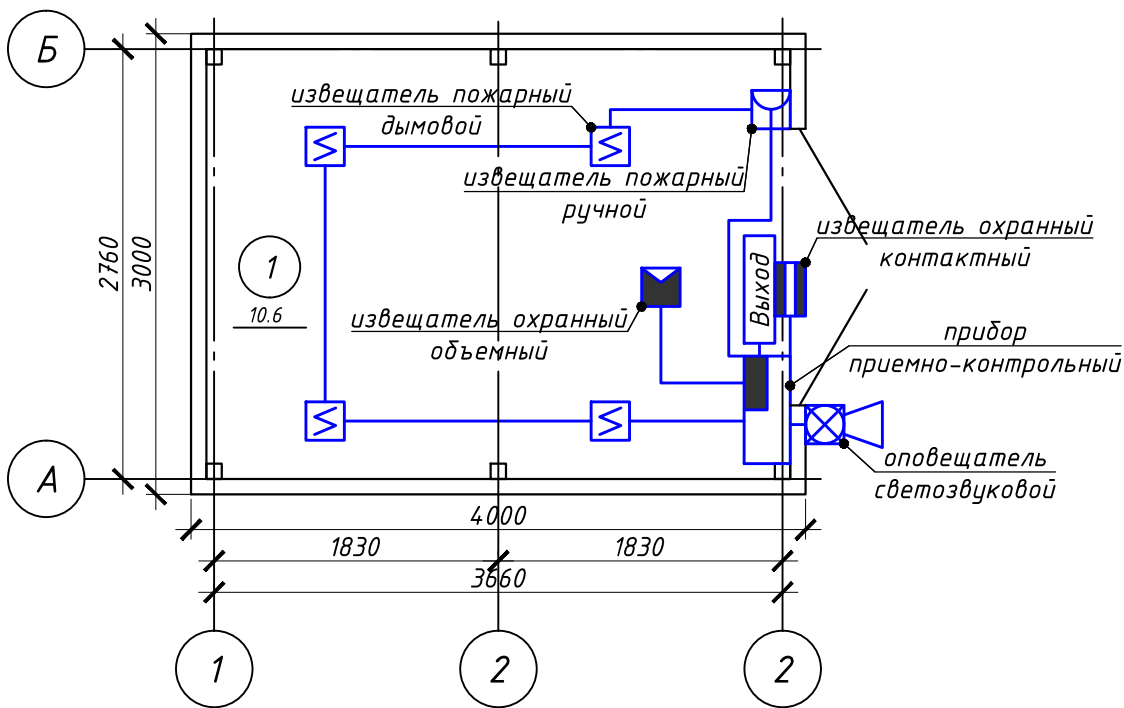 Б
извещатель пожарный
дымовой
извещатель пожарный
ручной
извещатель охранный
контактный
2760
3000
1
10.6
Выход
извещатель охранный
объемный
прибор
приемно-контрольный
А
оповещатель
светозвуковой
4000
1830
1830
3660
1
2
2